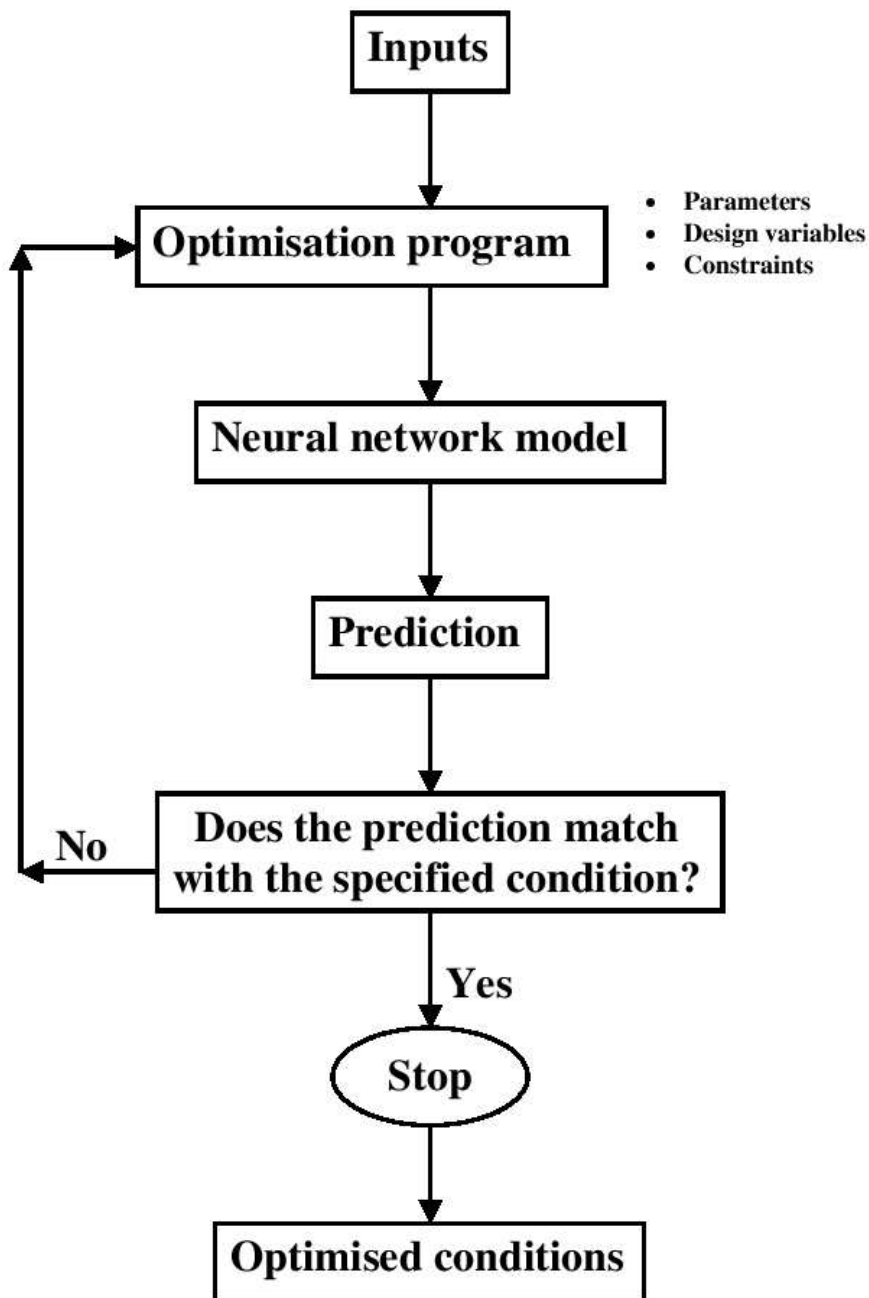 Inputs
Optimisation program
• Parameters
• Design variables
• Constraints
Neural network model
Prediction
Does the prediction match
with the specified condition?
No
Yes
Stop
Optimised conditions